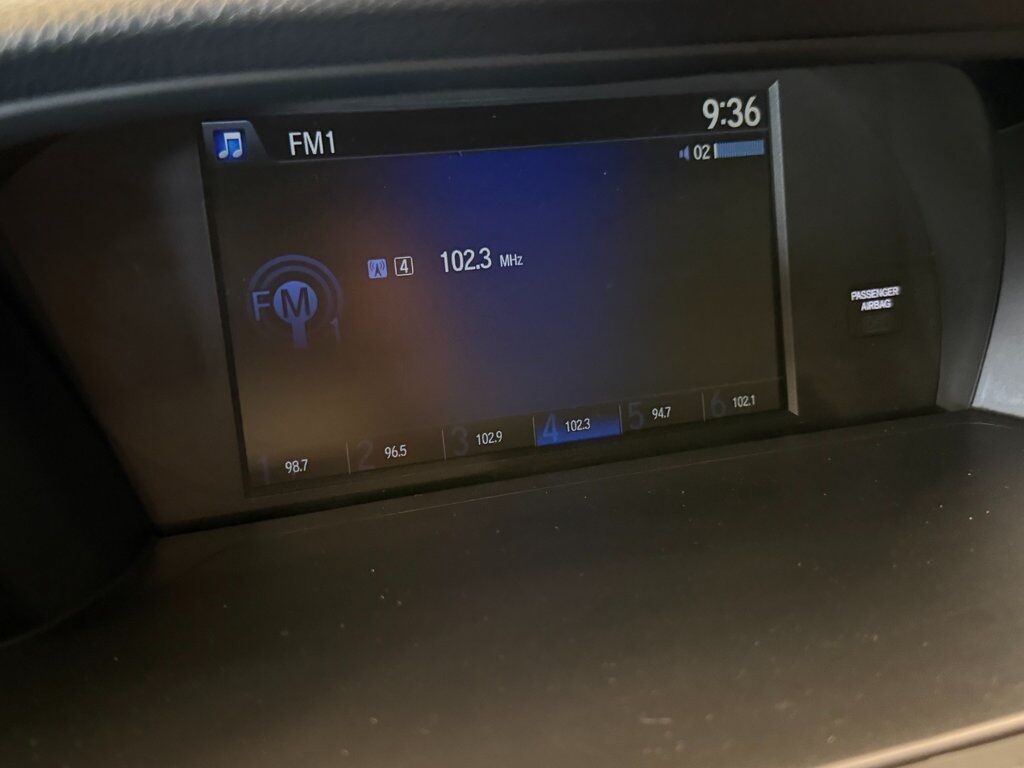 FM1
9:36
02
4 102.3 MHz
FM1
PASSENGER
AIRBAG
1 98.7 2 96.5 3 102.9 4 102.3 5 94.7 6 102.1